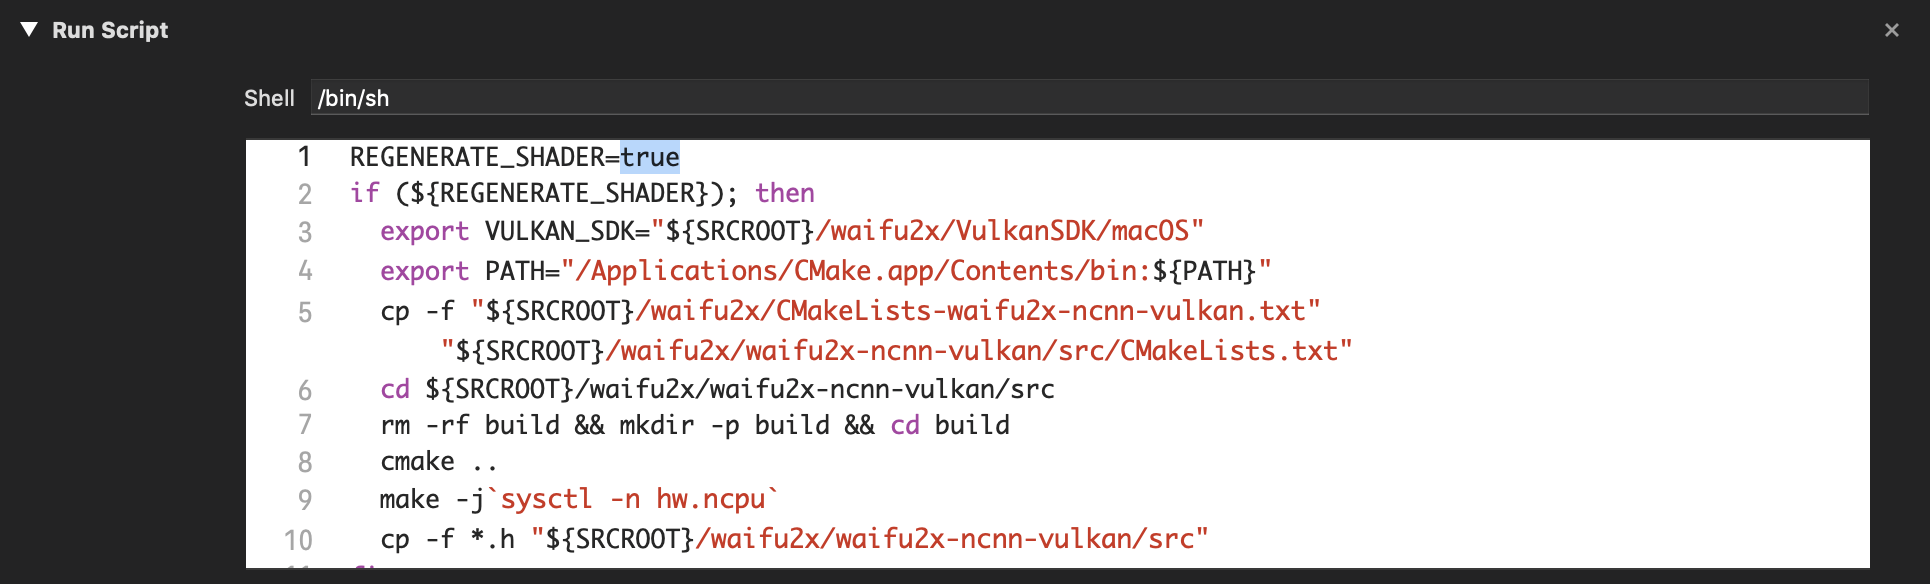 Run Script
Shell /bin/sh
1 REGENERATE_SHADER=true
2 if (${REGENERATE_SHADER}); then
3 export VULKAN_SDK="${SRCROOT}/waifu2x/VulkanSDK/macOS"
4 export PATH="/Applications/CMake.app/Contents/bin:${PATH}"
5 cp -f "${SRCROOT}/waifu2x/CMakeLists-waifu2x-ncnn-vulkan.txt"
"${SRCROOT}/waifu2x/waifu2x-ncnn-vulkan/src/CMakeLists.txt"
6 cd ${SRCROOT}/waifu2x/waifu2x-ncnn-vulkan/src
7 rm -rf build && mkdir -p build && cd build
8 cmake ..
9 make -j`sysctl -n hw.ncpu`
10 cp -f *.h "${SRCROOT}/waifu2x/waifu2x-ncnn-vulkan/src"